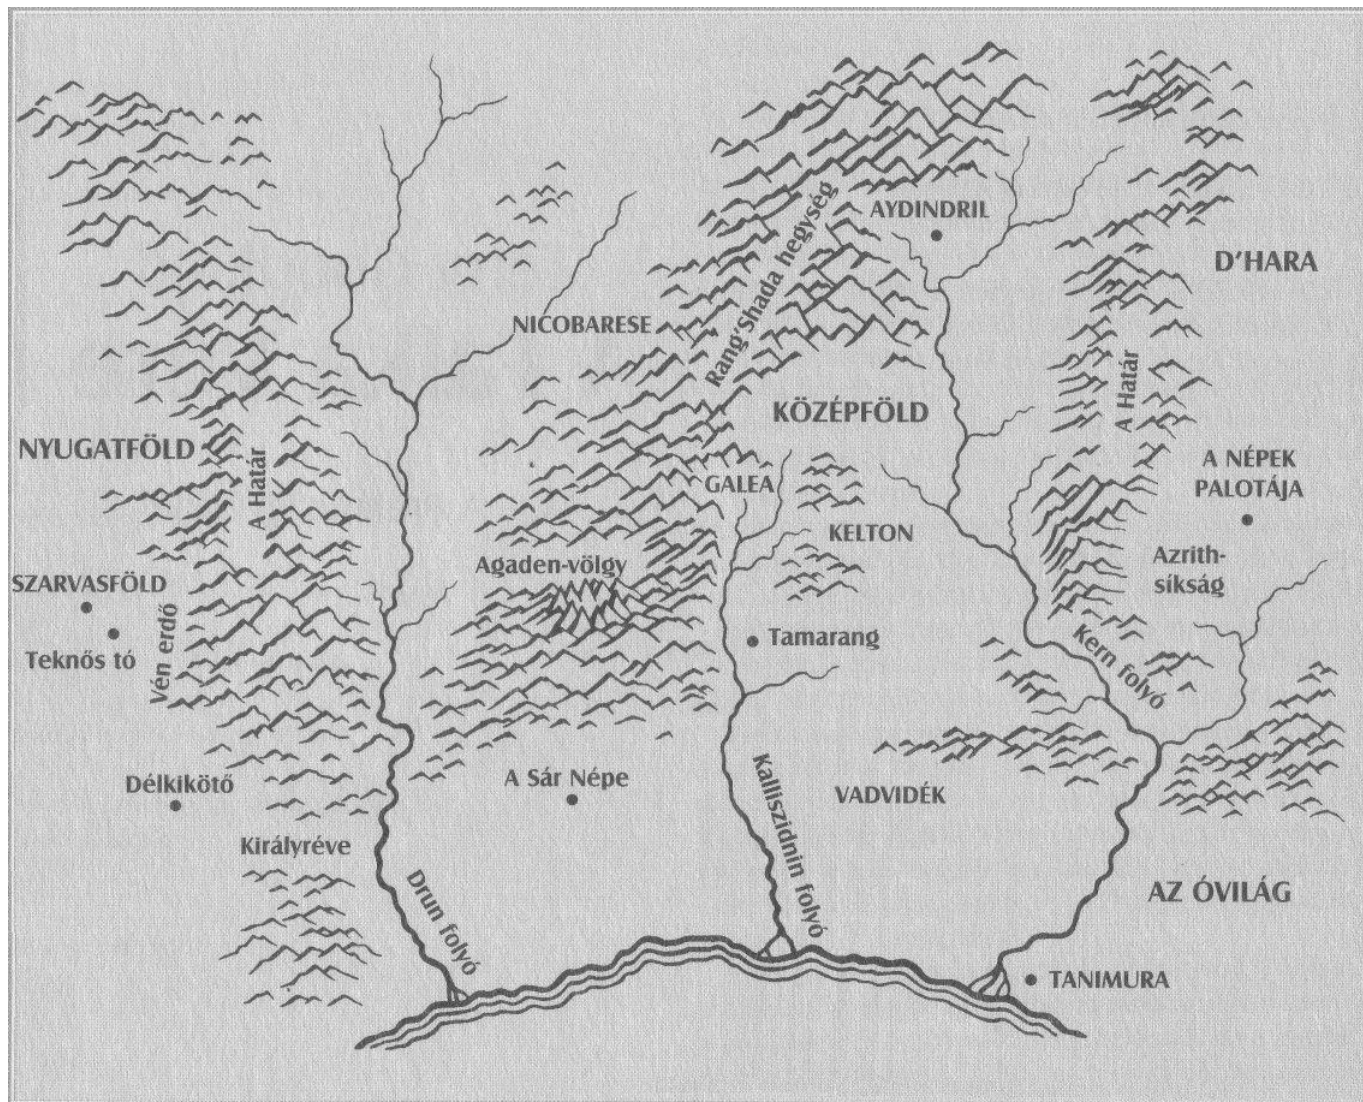 AYDINDRIL
D'HARA
Rang'Shada hegység
NICOBARESE
A Határ
KÖZÉPFÖLD
NYUGATFÖLD
A Határ
GALEA
A NÉPEK
PALOTÁJA
KELTON
Agaden-völgy
Azrith-
síkság
SZARVASFÖLD
Vén erdő
Teknős tó
Tamarang
Kern folyó
Délkikötő
A Sár Népe
VADVIDÉK
Kalliszidnin folyó
Királyréve
Drun folyó
AZ ÓVILÁG
TANIMURA